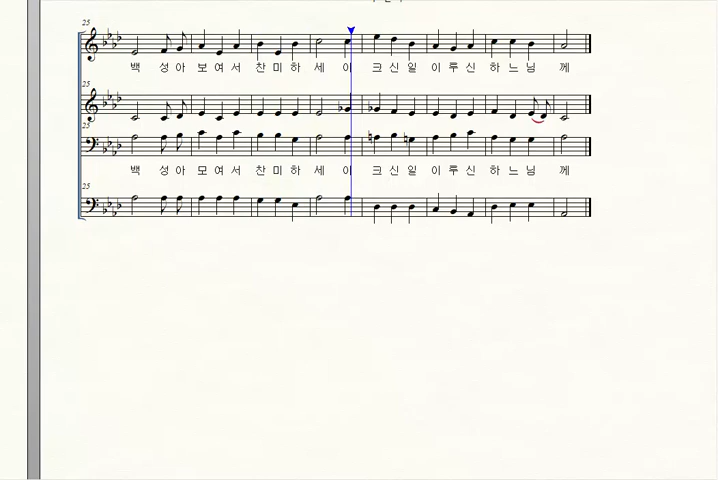 25
백 성 아 보 여 서 찬 미 하 세 이 크 신 일 이 루 신 하 느 님 께
25
25
백 성 아 모 여 서 찬 미 하 세 이 크 신 일 이 루 신 하 느 님 께
25